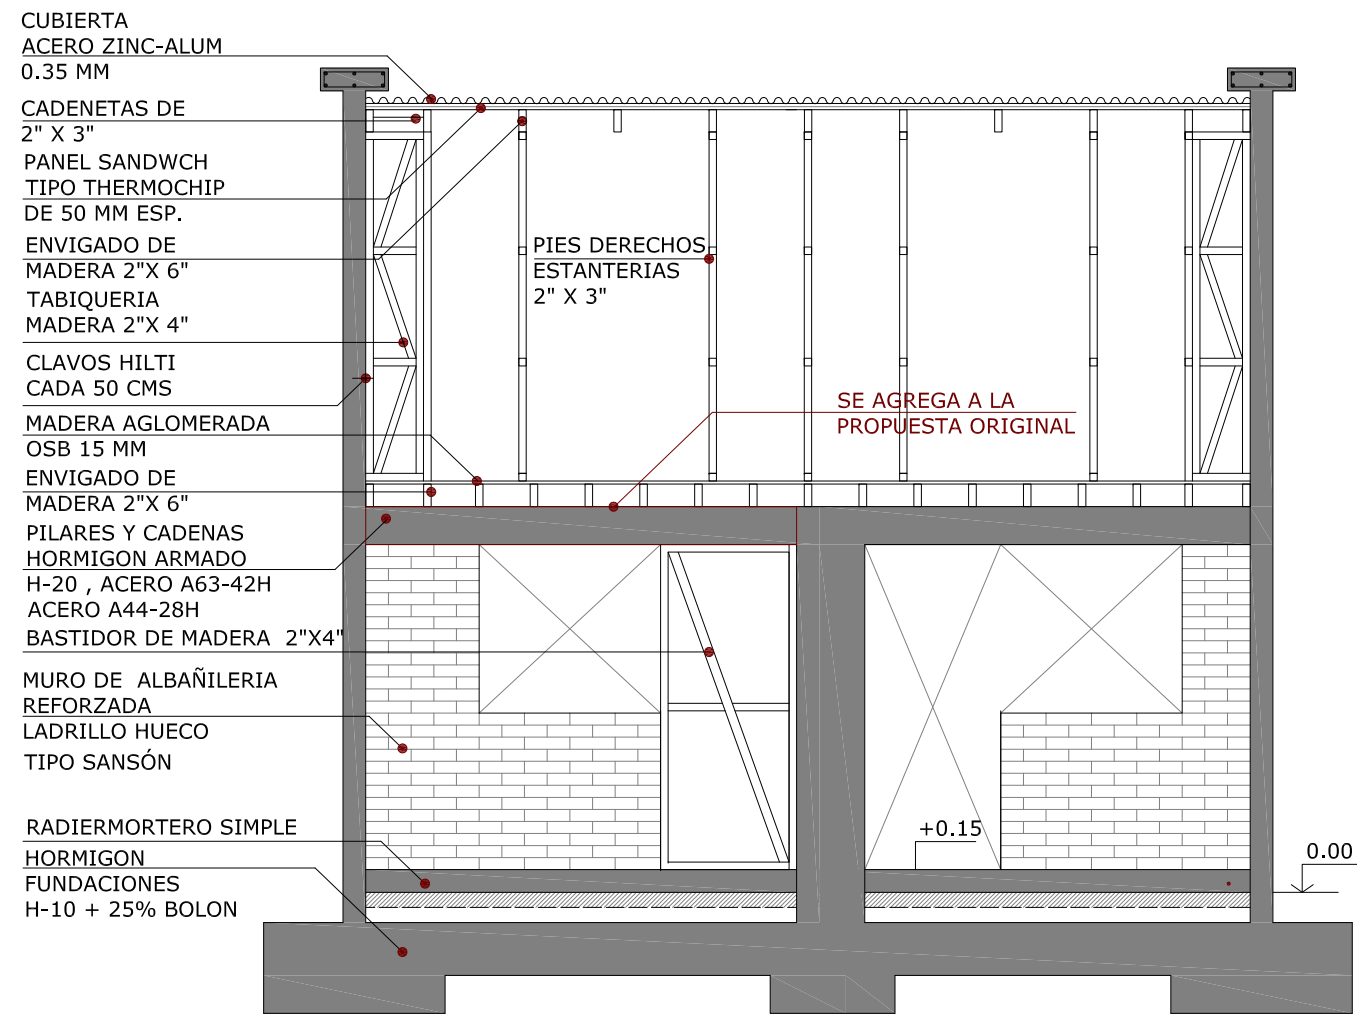 CUBIERTA
ACERO ZINC-ALUM
0.35 MM
CADENETAS DE
2" X 3"
PANEL SANDWCH
TIPO THERMOCHIP
DE 50 MM ESP.
ENVIGADO DE
MADERA 2"X 6"
TABIQUERIA
MADERA 2"X 4"
CLAVOS HILTI
CADA 50 CMS
MADERA AGLOMERADA
OSB 15 MM
ENVIGADO DE
MADERA 2"X 6"
PILARES Y CADENAS
HORMIGON ARMADO
H-20 , ACERO A63-42H
ACERO A44-28H
BASTIDOR DE MADERA 2"X4"
MURO DE ALBAÑILERIA
REFORZADA
LADRILLO HUECO
TIPO SANSÓN
RADIERMORTERO SIMPLE
HORMIGON
FUNDACIONES
H-10 + 25% BOLON
PIES DERECHOS
ESTANTERIAS
2" X 3"
SE AGREGA A LA
PROPUESTA ORIGINAL
+0.15
0.00